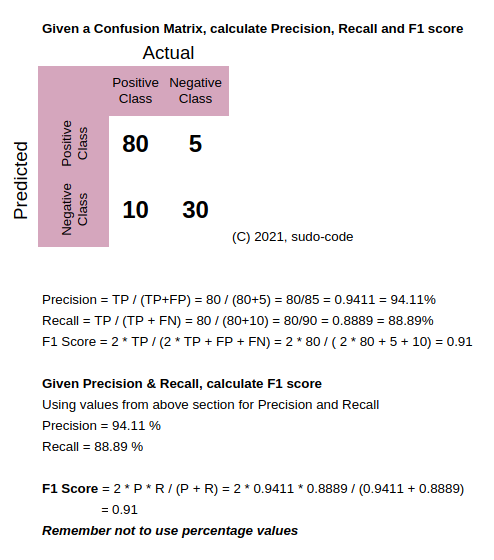 Given a Confusion Matrix, calculate Precision, Recall and F1 score
Actual
Positive Negative
Class Class
Predicted
Positive
Class
80 5
Negative
Class
10 30
(C) 2021, sudo-code
Precision = TP / (TP+FP) = 80 / (80+5) = 80/85 = 0.9411 = 94.11%
Recall = TP / (TP + FN) = 80 / (80+10) = 80/90 = 0.8889 = 88.89%
F1 Score = 2 * TP / (2 * TP + FP + FN) = 2 * 80 / ( 2 * 80 + 5 + 10) = 0.91
Given Precision & Recall, calculate F1 score
Using values from above section for Precision and Recall
Precision = 94.11 %
Recall = 88.89 %
F1 Score = 2 * P * R / (P + R) = 2 * 0.9411 * 0.8889 / (0.9411 + 0.8889)
= 0.91
Remember not to use percentage values